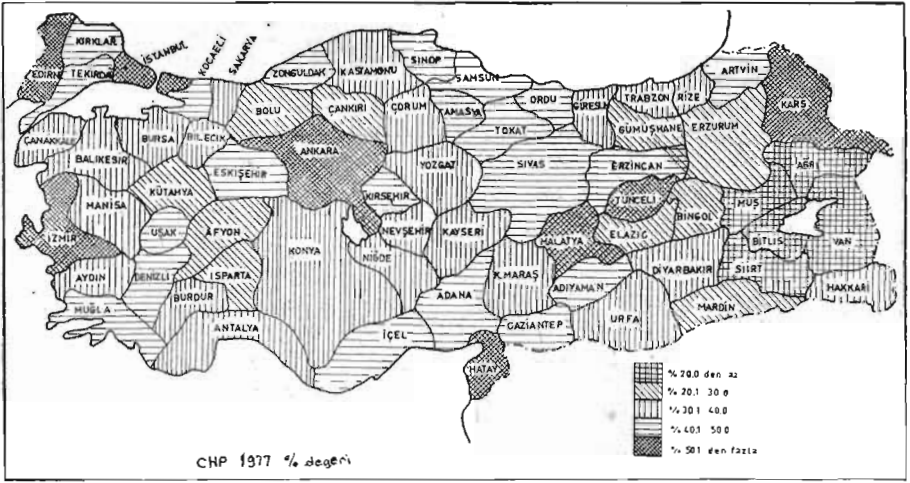 KIRKLAR
EDİRNE
TEKİRDA
İSTANBUL
KOCAELİ
SAKARYA
ZONGULDAK
KASTAMONU
SİNOP
SAMSUN
ARTVİN
KARS
BOLU
ÇANKIRI
ÇORUM
AMASYA
ORDU
GİRESUN
TRABZON
RİZE
TOKAT
GÜMÜŞHANE
ERZURUM
ÇANAKKALE
BURSA
BİLECİK
ANKARA
BALIKESİR
ESKİŞEHİR
YOZGAT
SİVAS
ERZİNCAN
AĞRI
KÜTAHYA
KIRŞEHİR
TUNCELİ
MUŞ
MANİSA
UŞAK
AFYON
NEVŞEHİR
KAYSERİ
MALATYA
ELAZIĞ
BİNGÖL
BİTLİS
VAN
İZMİR
KONYA
NİĞDE
AYDIN
DENİZLİ
ISPARTA
K.MARAŞ
DİYARBAKIR
SİİRT
HAKKARİ
BURDUR
ADANA
ADIYAMAN
MUĞLA
ANTALYA
İÇEL
GAZİANTEP
URFA
MARDİN
HATAY
% 20,0 den az
% 20,1 30 0
% 30,1 40,0
% 40,1 50 0
% 50,1 den fazla
CHP 1977 % degeri